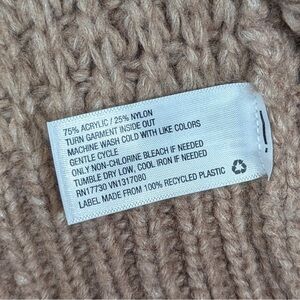 75% ACRYLIC / 25% NYLON
TURN GARMENT INSIDE OUT
MACHINE WASH COLD WITH LIKE COLORS
GENTLE CYCLE
ONLY NON-CHLORINE BLEACH IF NEEDED
TUMBLE DRY LOW, COOL IRON IF NEEDED
RN17730 VN1317080
LABEL MADE FROM 100% RECYCLED PLASTIC